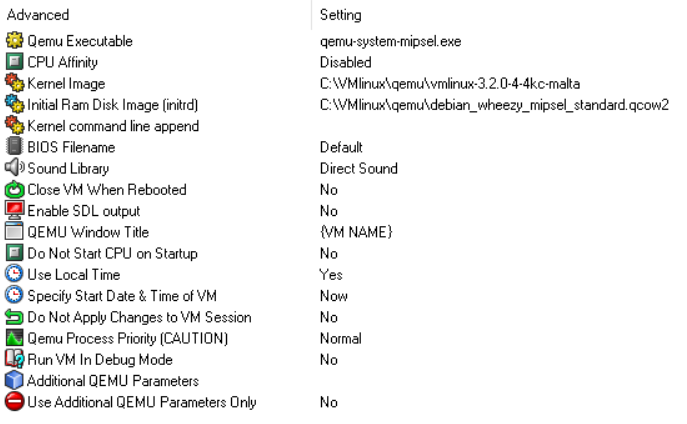 Advanced Setting
Qemu Executable qemu-system-mipsel.exe
CPU Affinity Disabled
Kernel Image C:\VMlinux\qemu\vmlinux-3.2.0-4-4kc-malta
Initial Ram Disk Image (initrd) C:\VMlinux\qemu\debian_wheezy_mipsel_standard.qcow2
Kernel command line append
BIOS Filename Default
Sound Library Direct Sound
Close VM When Rebooted No
Enable SDL output No
QEMU Window Title {VM NAME}
Do Not Start CPU on Startup No
Use Local Time Yes
Specify Start Date & Time of VM Now
Do Not Apply Changes to VM Session No
Qemu Process Priority (CAUTION) Normal
Run VM In Debug Mode No
Additional QEMU Parameters
Use Additional QEMU Parameters Only No